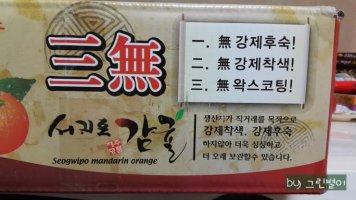 三無
一. 無 강제후숙!
二. 無 강제착색!
三. 無 왁스코팅!
서귀포 감귤
Seogwipo mandarin orange
생산자가 직거래를 목적으로
강제착색, 강제후숙
하지않아 더욱 싱싱하고
더 오래 보관할수 있습니다.
by 그린별이